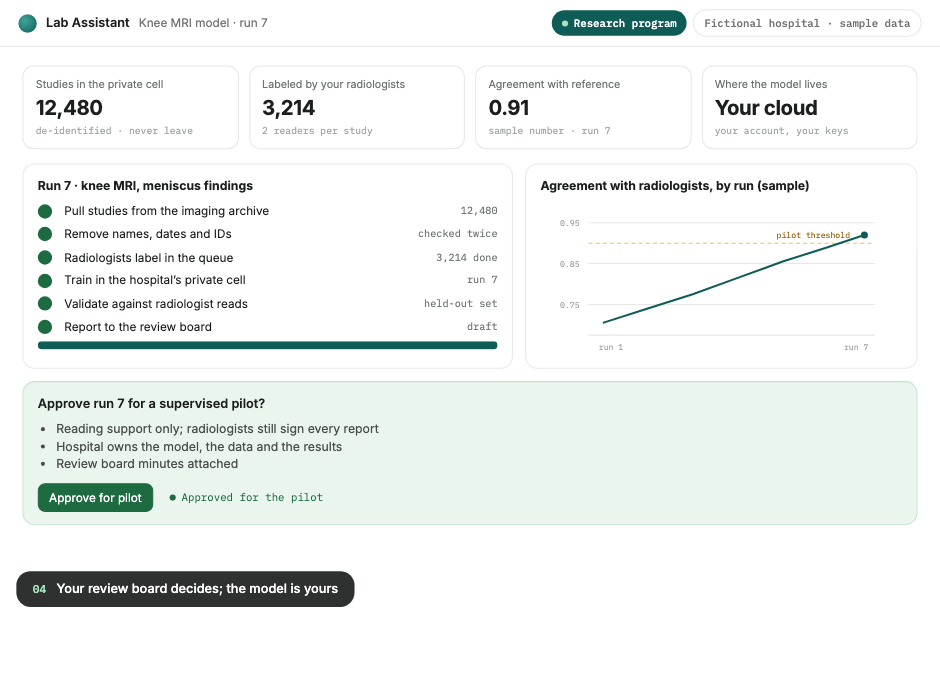 Lab Assistant Knee MRI model · run 7
Research program
Fictional hospital · sample data
Studies in the private cell
12,480
de-identified · never leave
Labeled by your radiologists
3,214
2 readers per study
Agreement with reference
0.91
sample number · run 7
Where the model lives
Your cloud
your account, your keys
Run 7 · knee MRI, meniscus findings
Pull studies from the imaging archive 12,480
Remove names, dates and IDs checked twice
Radiologists label in the queue 3,214 done
Train in the hospital's private cell run 7
Validate against radiologist reads held-out set
Report to the review board draft
Agreement with radiologists, by run (sample)
0.95
pilot threshold
0.85
0.75
run 1 run 7
Approve run 7 for a supervised pilot?
• Reading support only; radiologists still sign every report
• Hospital owns the model, the data and the results
• Review board minutes attached
Approve for pilot
Approved for the pilot
04 Your review board decides; the model is yours